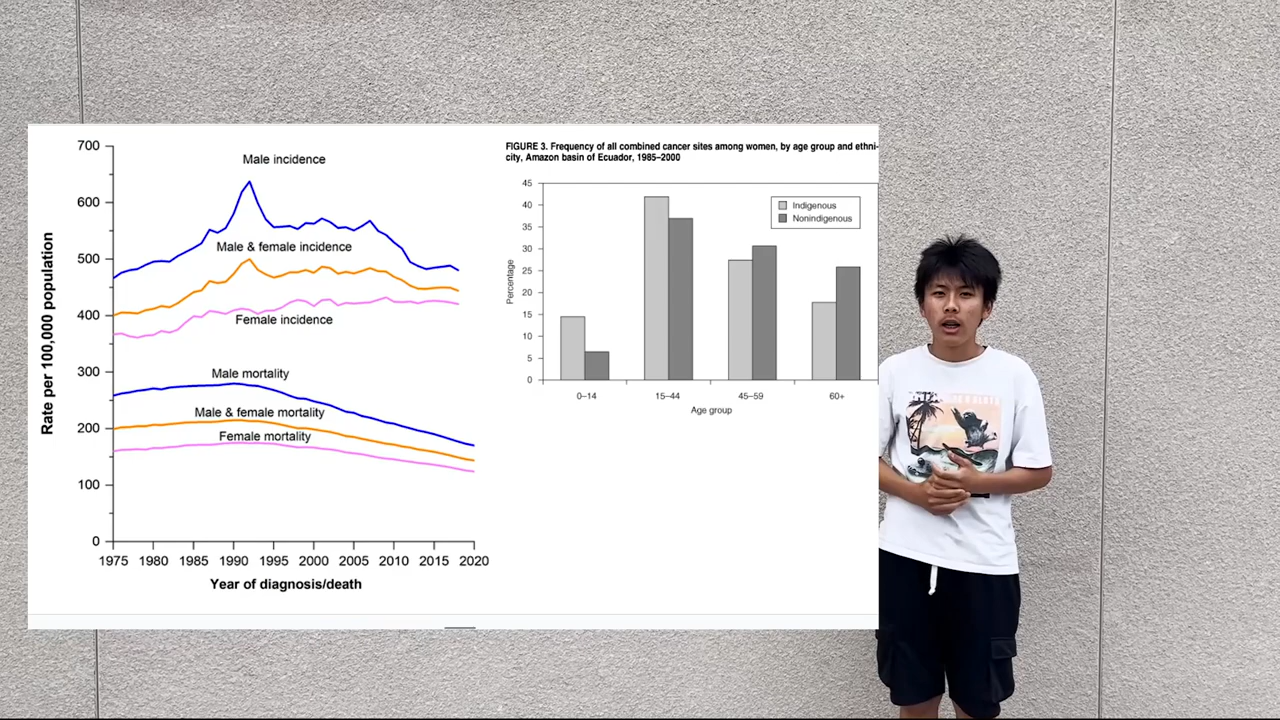 700
600
500
400
300
200
100
0
Rate per 100,000 population
Male incidence
Male & female incidence
Female incidence
Male mortality
Male & female mortality
Female mortality
1975 1980 1985 1990 1995 2000 2005 2010 2015 2020
Year of diagnosis/death
FIGURE 3. Frequency of all combined cancer sites among women, by age group and ethni-
city, Amazon basin of Ecuador, 1985–2000
45
40
35
30
25
20
15
10
5
0
Percentage
Indigenous
Nonindigenous
0–14 15–44 45–59 60+
Age group